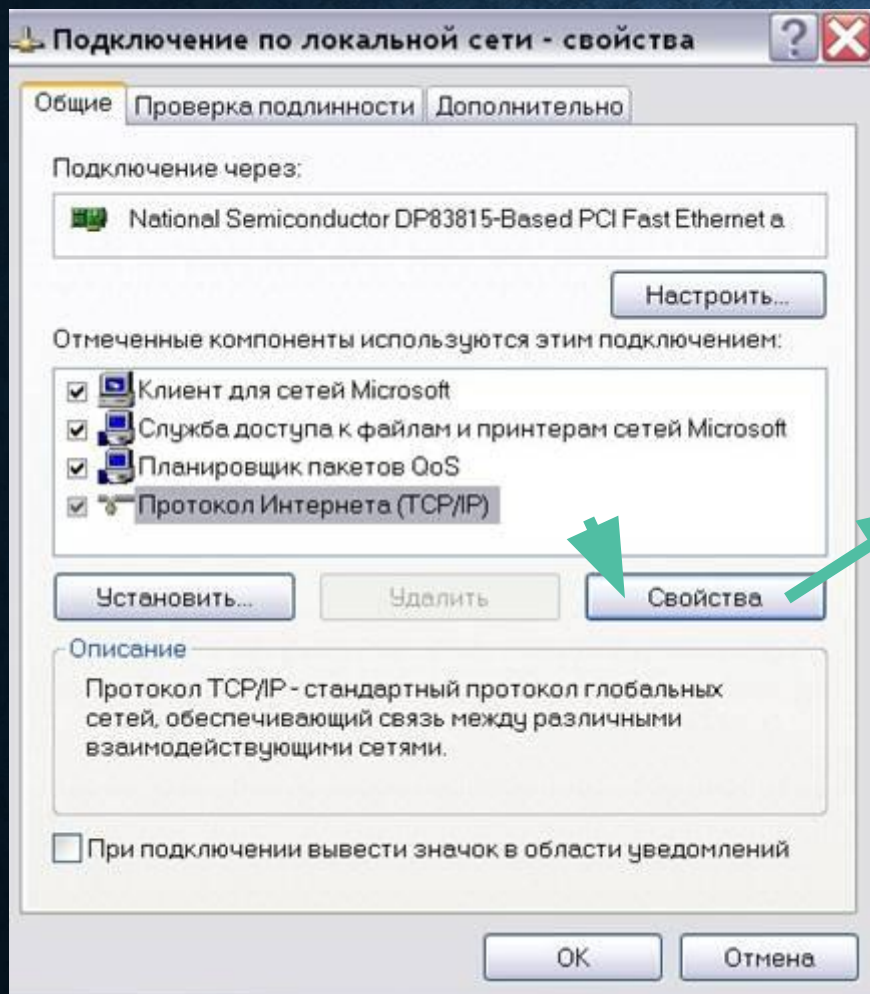 Подключение по локальной сети - свойства
Общие Проверка подлинности Дополнительно
Подключение через:
National Semiconductor DP83815-Based PCI Fast Ethernet a
Настроить...
Отмеченные компоненты используются этим подключением:
Клиент для сетей Microsoft
Служба доступа к файлам и принтерам сетей Microsoft
Планировщик пакетов QoS
Протокол Интернета (TCP/IP)
Установить... Удалить Свойства
Описание
Протокол TCP/IP - стандартный протокол глобальных
сетей, обеспечивающий связь между различными
взаимодействующими сетями.
При подключении вывести значок в области уведомлений
OK Отмена